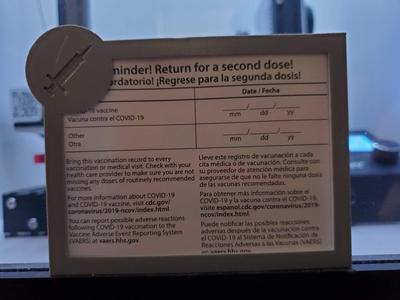 minder! Return for a second dose!
ordatorio! ¡Regrese para la segunda dosis!
Date / Fecha
-19 vaccine
Vacuna contra el COVID-19
mm dd yy
Other
Otra
mm dd yy
Bring this vaccination record to every
vaccination or medical visit. Check with your
health care provider to make sure you are not
missing any doses of routinely recommended
vaccines.
For more information about COVID-19
and COVID-19 vaccine, visit cdc.gov/
coronavirus/2019-ncov/index.html.
You can report possible adverse reactions
following COVID-19 vaccination to the
Vaccine Adverse Event Reporting System
(VAERS) at vaers.hhs.gov.
Lleve este registro de vacunación a cada
cita médica o de vacunación. Consulte con
su proveedor de atención médica para
asegurarse de que no le falte ninguna dosis
de las vacunas recomendadas.
Para obtener más información sobre el
COVID-19 y la vacuna contra el COVID-19,
visite espanol.cdc.gov/coronavirus/2019-
ncov/index.html.
Puede notificar las posibles reacciones
adversas después de la vacunación contra
el COVID-19 al Sistema de Notificación de
Reacciones Adversas a las Vacunas (VAERS)
en vaers.hhs.gov